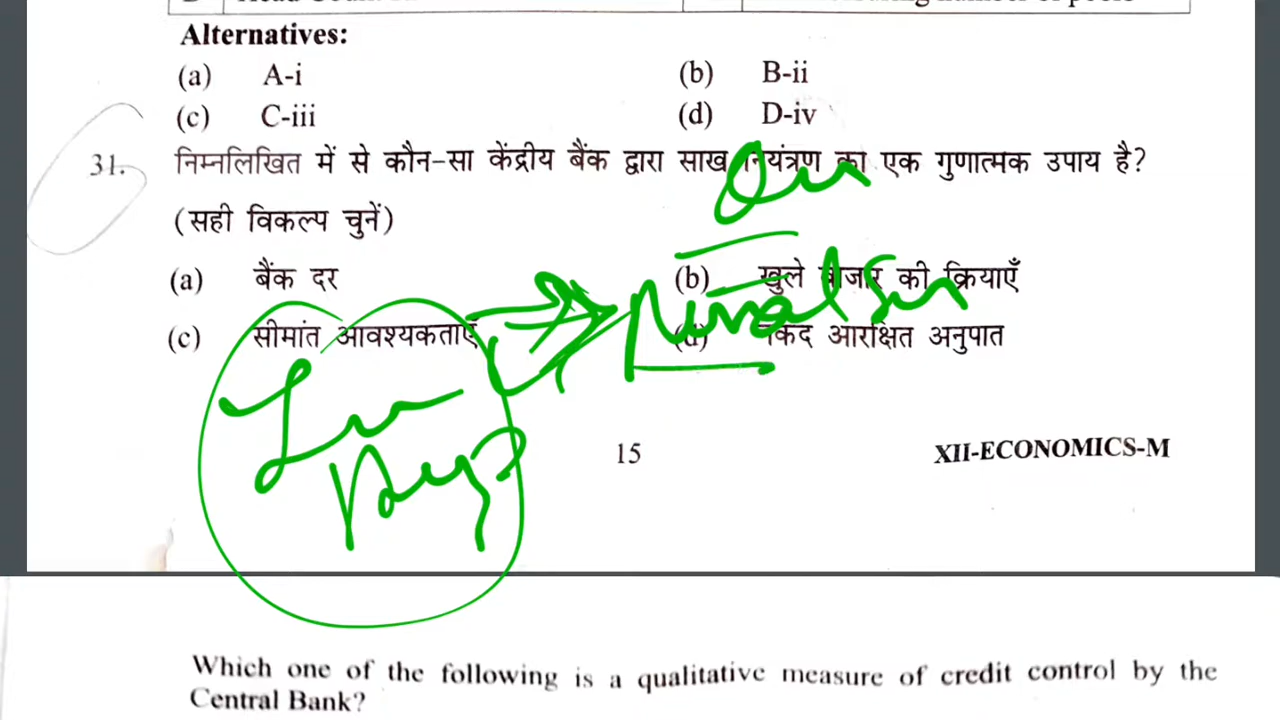 Alternatives:
(a) A-i (b) B-ii
(c) C-iii (d) D-iv
31. निम्नलिखित में से कौन-सा केंद्रीय बैंक द्वारा साख नियंत्रण का एक गुणात्मक उपाय है?
(सही विकल्प चुनें)
(a) बैंक दर (b) खुले बाजार की क्रियाएँ
(c) सीमांत आवश्यकताएँ (d) नकद आरक्षित अनुपात
15 XII-ECONOMICS-M
Which one of the following is a qualitative measure of credit control by the
Central Bank?